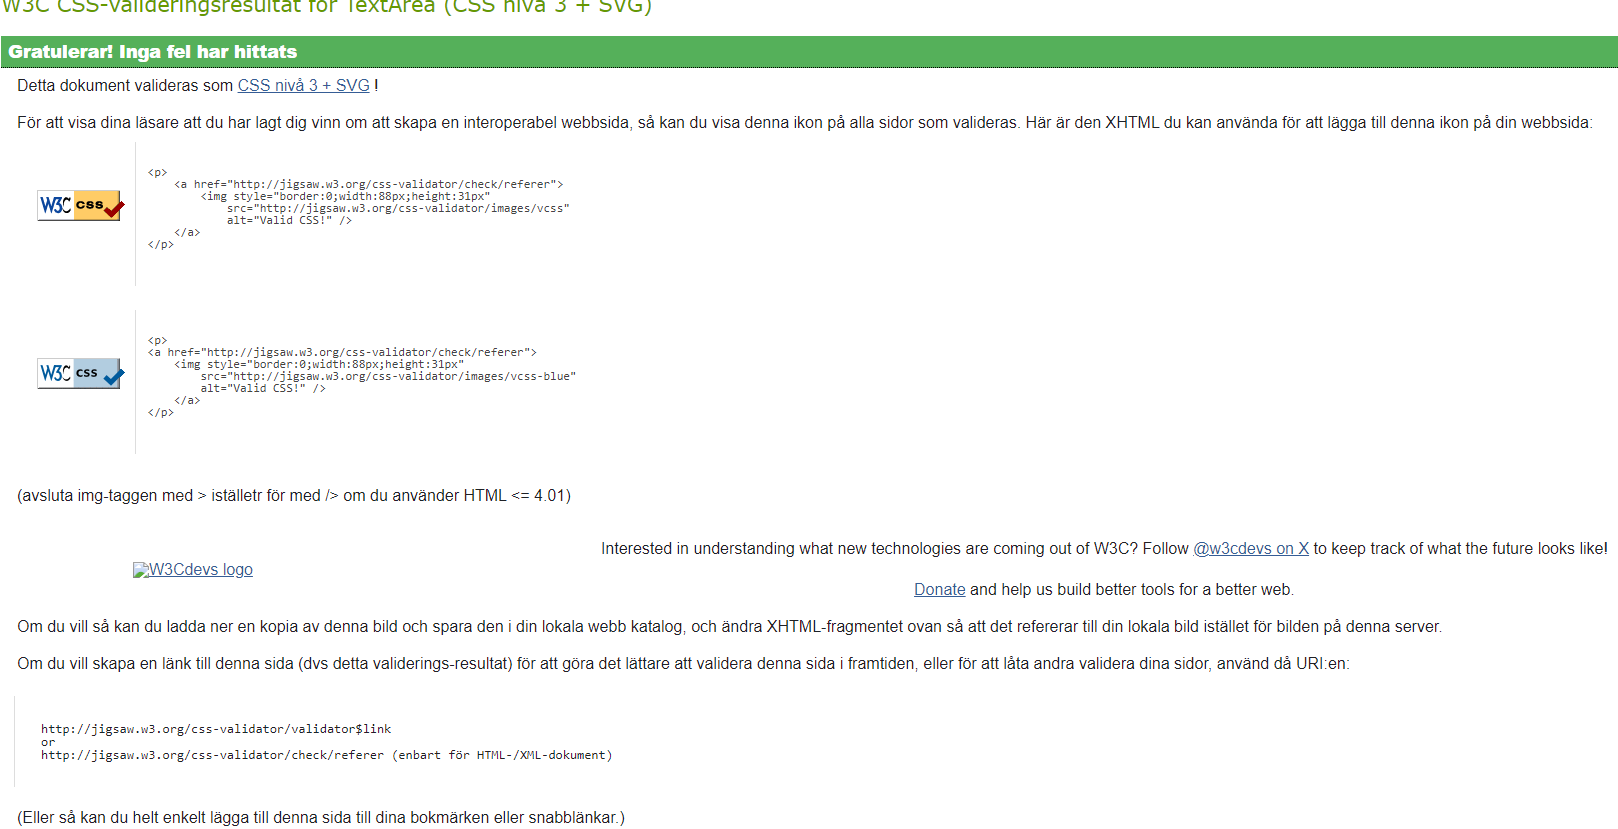 W3C CSS-valideringsresultat för TextArea (CSS nivå 3 + SVG)
Gratulerar! Inga fel har hittats
Detta dokument valideras som CSS nivå 3 + SVG !
För att visa dina läsare att du har lagt dig vinn om att skapa en interoperabel webbsida, så kan du visa denna ikon på alla sidor som valideras. Här är den XHTML du kan använda för att lägga till denna ikon på din webbsida:
W3C css
<p>
    <a href="http://jigsaw.w3.org/css-validator/check/referer">
        <img style="border:0;width:88px;height:31px"
            src="http://jigsaw.w3.org/css-validator/images/vcss"
            alt="Valid CSS!" />
    </a>
</p>
W3C css
<p>
<a href="http://jigsaw.w3.org/css-validator/check/referer">
    <img style="border:0;width:88px;height:31px"
        src="http://jigsaw.w3.org/css-validator/images/vcss-blue"
        alt="Valid CSS!" />
    </a>
</p>
(avsluta img-taggen med > iställetr för med /> om du använder HTML <= 4.01)
Interested in understanding what new technologies are coming out of W3C? Follow @w3cdevs on X to keep track of what the future looks like!
W3Cdevs logo
Donate and help us build better tools for a better web.
Om du vill så kan du ladda ner en kopia av denna bild och spara den i din lokala webb katalog, och ändra XHTML-fragmentet ovan så att det refererar till din lokala bild istället för bilden på denna server.
Om du vill skapa en länk till denna sida (dvs detta validerings-resultat) för att göra det lättare att validera denna sida i framtiden, eller för att låta andra validera dina sidor, använd då URI:en:
http://jigsaw.w3.org/css-validator/validator$link
or
http://jigsaw.w3.org/css-validator/check/referer (enbart för HTML-/XML-dokument)
(Eller så kan du helt enkelt lägga till denna sida till dina bokmärken eller snabblänkar.)